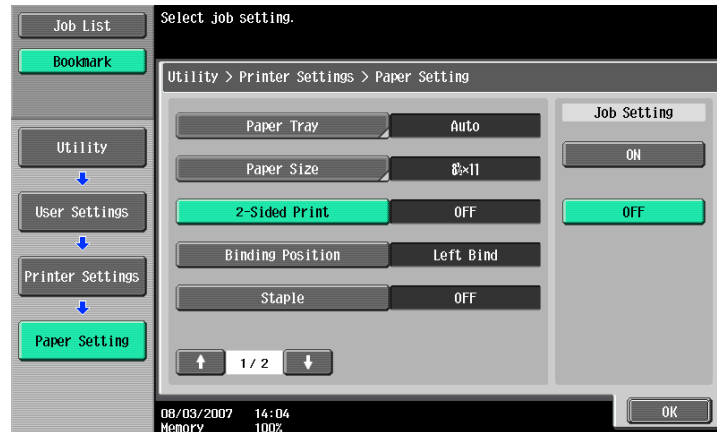 Job List
Bookmark
Utility
User Settings
Printer Settings
Paper Setting
Select job setting.
Utility > Printer Settings > Paper Setting
Paper Tray Auto
Paper Size 8½×11
2-Sided Print OFF
Binding Position Left Bind
Staple OFF
1/ 2
Job Setting
ON
OFF
08/03/2007 14:04
Memory 100%
OK